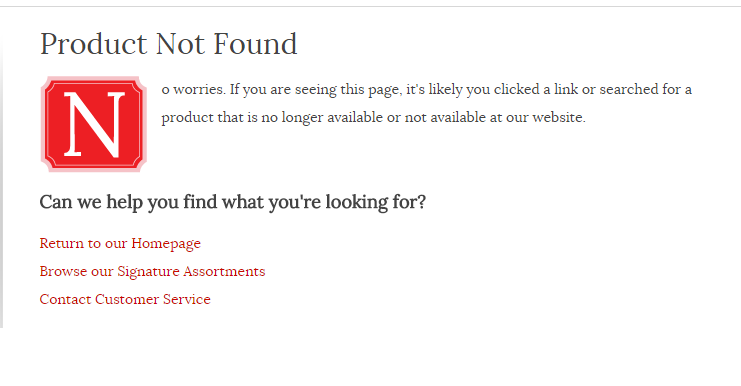 Product Not Found
No worries. If you are seeing this page, it's likely you clicked a link or searched for a
product that is no longer available or not available at our website.
Can we help you find what you're looking for?
Return to our Homepage
Browse our Signature Assortments
Contact Customer Service